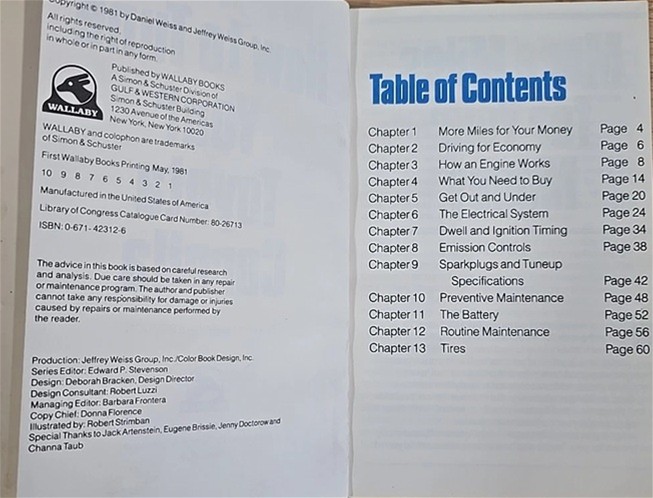 Copyright © 1981 by Daniel Weiss and Jeffrey Weiss Group, Inc.
All rights reserved,
including the right of reproduction
in whole or in part in any form.
Published by WALLABY BOOKS
A Simon & Schuster Division of
GULF & WESTERN CORPORATION
Simon & Schuster Building
1230 Avenue of the Americas
New York, New York 10020
WALLABY
WALLABY and colophon are trademarks
of Simon & Schuster
First Wallaby Books Printing May, 1981
10 9 8 7 6 5 4 3 2 1
Manufactured in the United States of America
Library of Congress Catalogue Card Number: 80-26713
ISBN: 0-671-42312-6
The advice in this book is based on careful research
and analysis. Due care should be taken in any repair
or maintenance program. The author and publisher
cannot take any responsibility for damage or injuries
caused by repairs or maintenance performed by
the reader.
Production: Jeffrey Weiss Group, Inc./Color Book Design, Inc.
Series Editor: Edward P. Stevenson
Design: Deborah Bracken, Design Director
Design Consultant: Robert Luzzi
Managing Editor: Barbara Frontera
Copy Chief: Donna Florence
Illustrated by: Robert Strimban
Special Thanks to Jack Artenstein, Eugene Brissie, Jenny Doctorow and
Channa Taub
Table of Contents
Chapter 1 More Miles for Your Money Page 4
Chapter 2 Driving for Economy Page 6
Chapter 3 How an Engine Works Page 8
Chapter 4 What You Need to Buy Page 14
Chapter 5 Get Out and Under Page 20
Chapter 6 The Electrical System Page 24
Chapter 7 Dwell and Ignition Timing Page 34
Chapter 8 Emission Controls Page 38
Chapter 9 Sparkplugs and Tuneup
Specifications Page 42
Chapter 10 Preventive Maintenance Page 48
Chapter 11 The Battery Page 52
Chapter 12 Routine Maintenance Page 56
Chapter 13 Tires Page 60